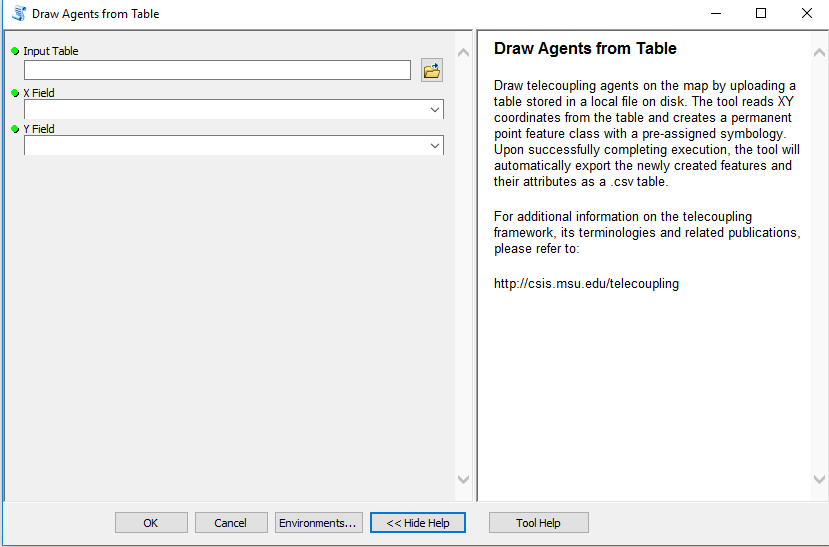 Draw Agents from Table
Input Table
X Field
Y Field
Draw Agents from Table
Draw telecoupling agents on the map by uploading a
table stored in a local file on disk. The tool reads XY
coordinates from the table and creates a permanent
point feature class with a pre-assigned symbology.
Upon successfully completing execution, the tool will
automatically export the newly created features and
their attributes as a .csv table.
For additional information on the telecoupling
framework, its terminologies and related publications,
please refer to:
http://csis.msu.edu/telecoupling
OK
Cancel
Environments...
<< Hide Help
Tool Help